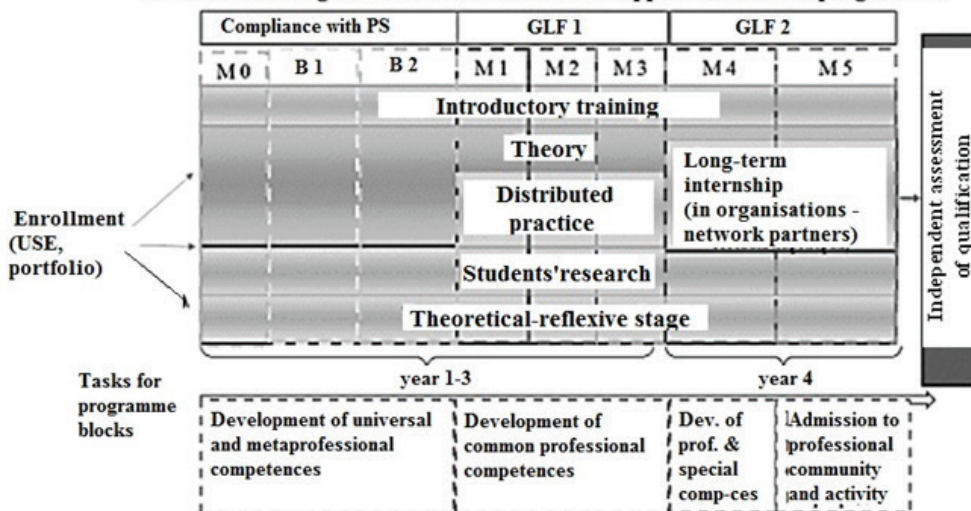 Compliance with PS
GLF 1
GLF 2
M 0
B 1
B 2
M 1
M 2
M 3
M 4
M 5
Introductory training
Theory
Distributed
practice
Long-term
internship
(in organisations -
network partners)
Students'research
Theoretical-reflexive stage
Enrollment
(USE,
portfolio)
Independent assessment
of qualification
year 1-3
year 4
Tasks for
programme
blocks
Development of universal
and metaprofessional
competences
Development of
common professional
competences
Dev. of
prof. &
special
comp-ces
Admission to
professional
community
and activity